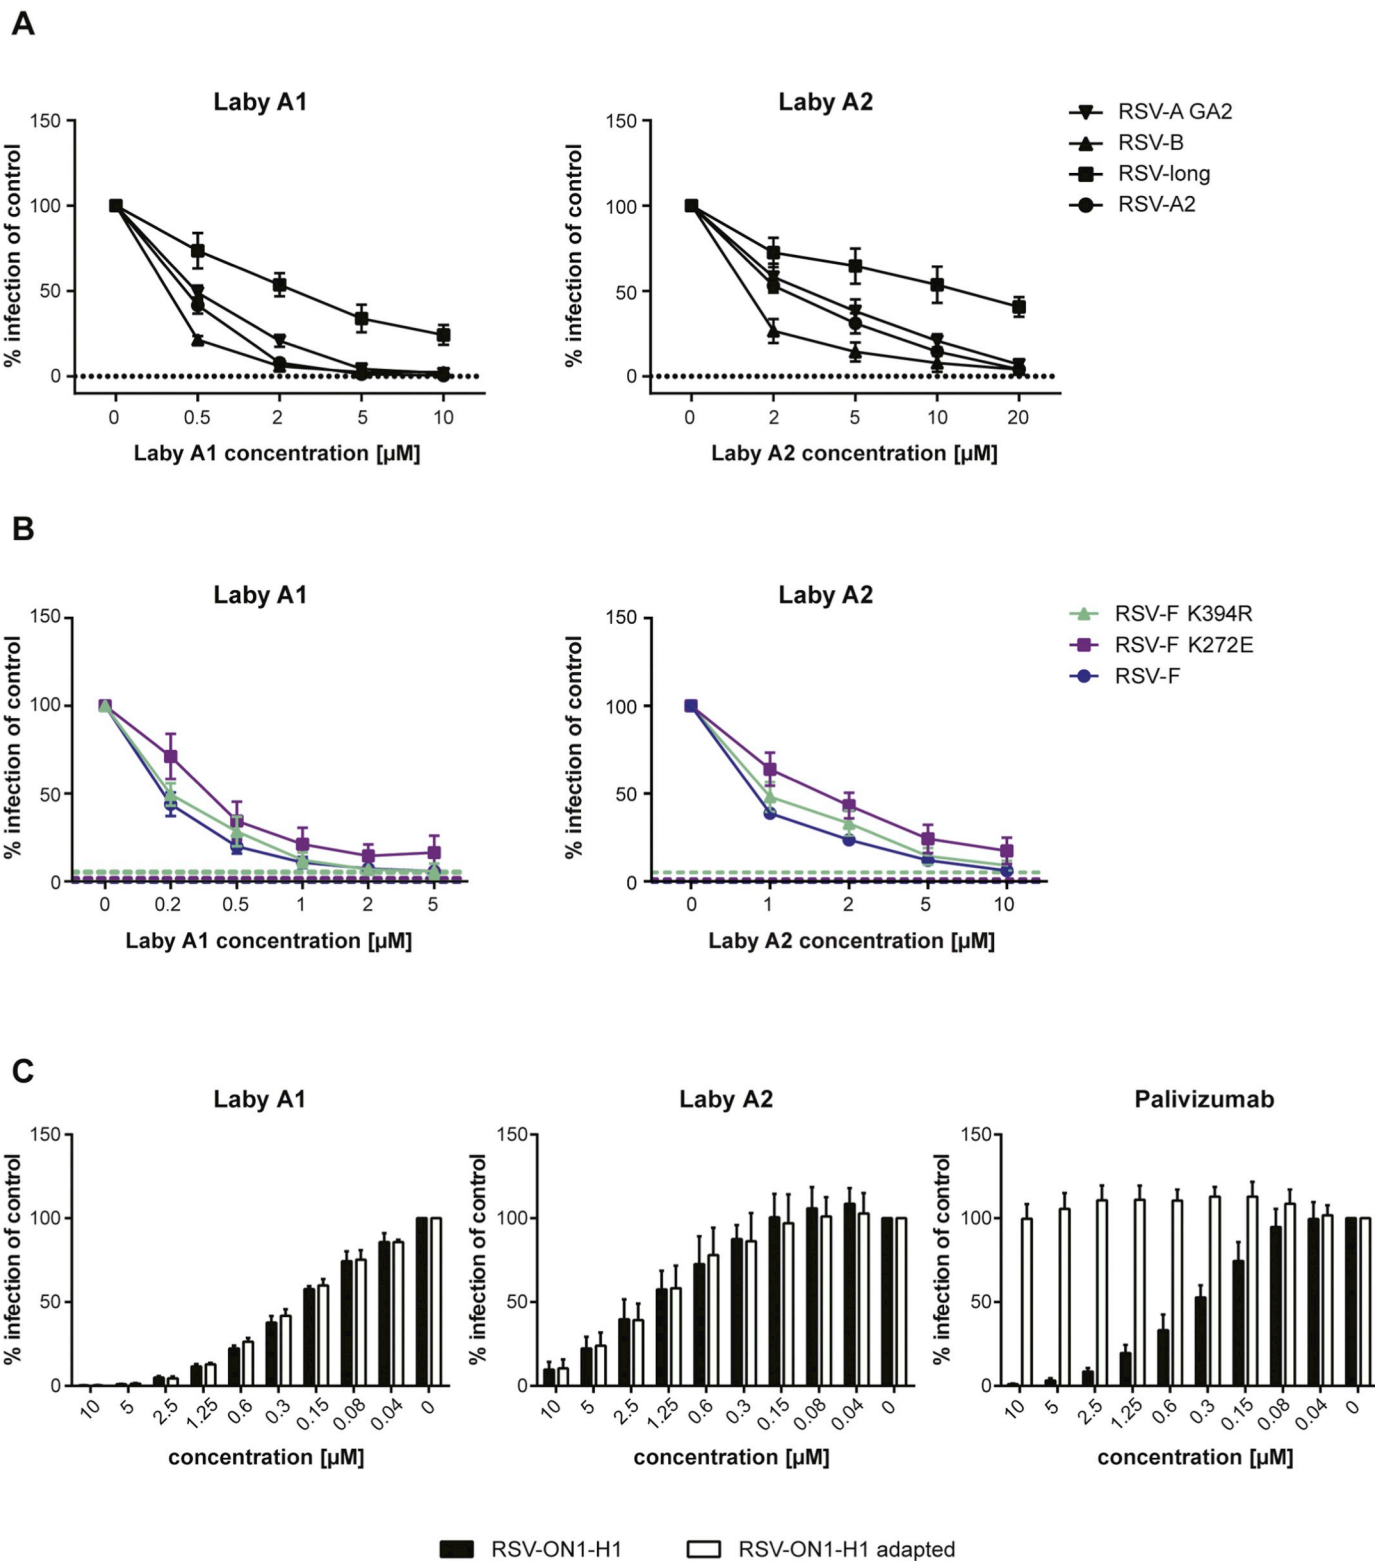 A
Laby A1
Laby A2
RSV-A GA2
RSV-B
RSV-long
RSV-A2
% infection of control
150
100
50
0
0 0.5 2 5 10
Laby A1 concentration [µM]
% infection of control
150
100
50
0
0 2 5 10 20
Laby A2 concentration [µM]
B
Laby A1
Laby A2
RSV-F K394R
RSV-F K272E
RSV-F
% infection of control
150
100
50
0
0 0.2 0.5 1 2 5
Laby A1 concentration [µM]
% infection of control
150
100
50
0
0 1 2 5 10
Laby A2 concentration [µM]
C
Laby A1
Laby A2
Palivizumab
% infection of control
150
100
50
0
10 5 2.5 1.25 0.6 0.3 0.15 0.08 0.04 0
concentration [µM]
% infection of control
150
100
50
0
10 5 2.5 1.25 0.6 0.3 0.15 0.08 0.04 0
concentration [µM]
% infection of control
150
100
50
0
10 5 2.5 1.25 0.6 0.3 0.15 0.08 0.04 0
concentration [µM]
RSV-ON1-H1
RSV-ON1-H1 adapted